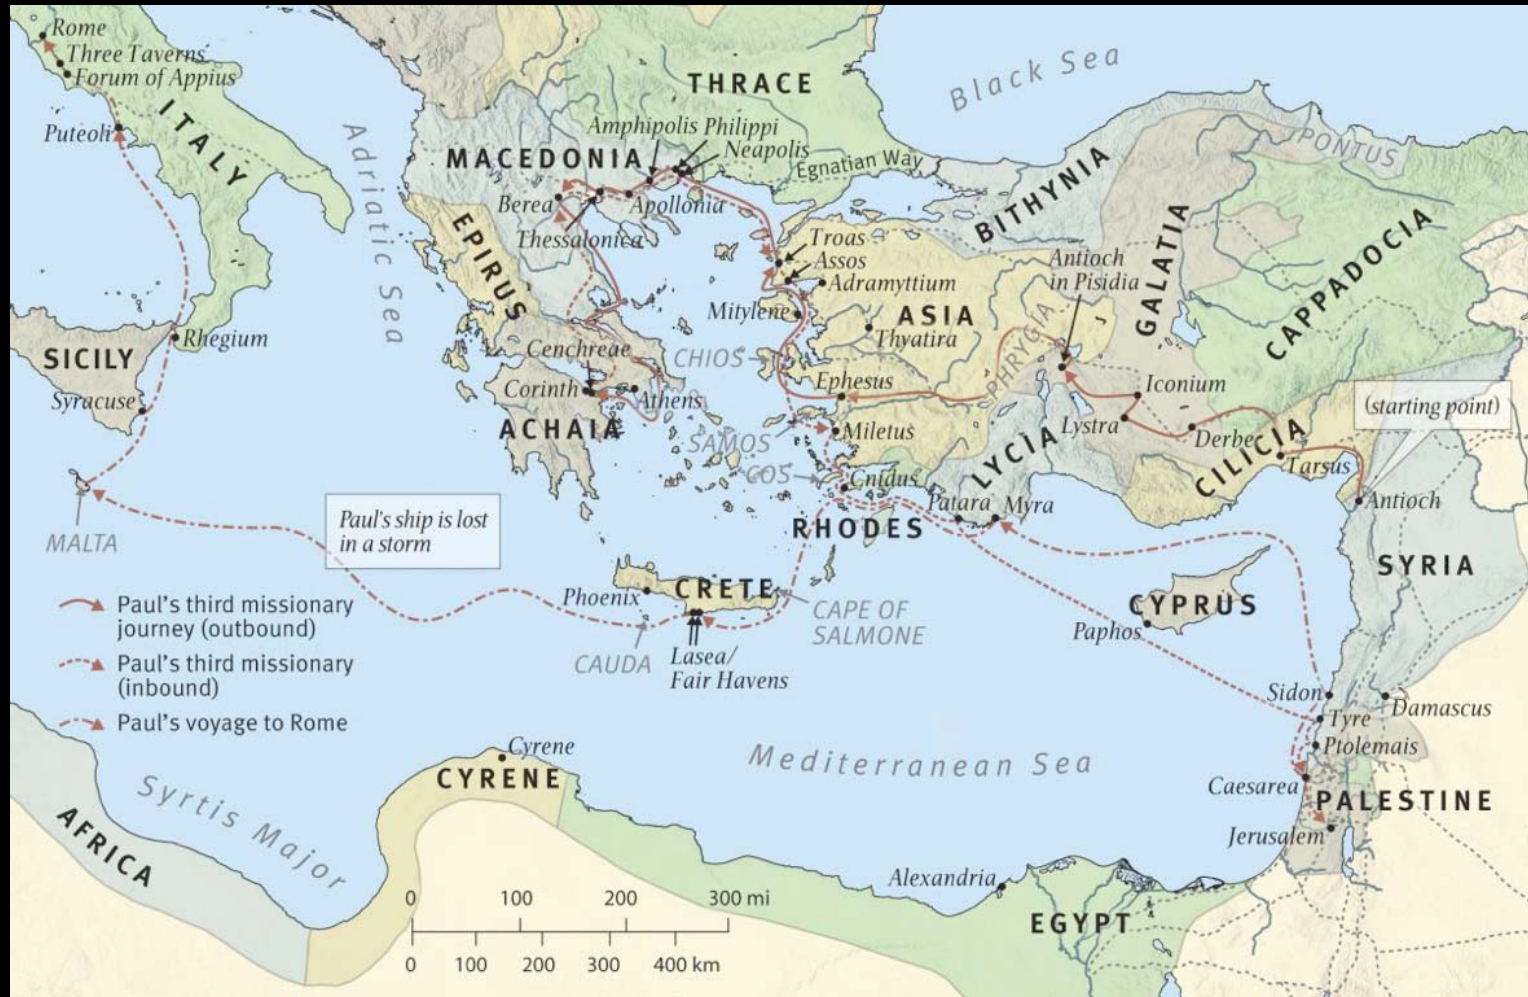 Rome
Three Taverns
Forum of Appius
ITALY
Puteoli
Adriatic Sea
THRACE
Black Sea
Amphipolis Philippi
Neapolis
MACEDONIA
Egnatian Way
PONTUS
BITHYNIA
Berea
Apollonia
Thessalonica
EPIRUS
Troas
Assos
Adramyttium
Antioch
in Pisidia
GALATIA
CAPPADOCIA
Mitylene
ASIA
Thyatira
PHRYGIA
Rhegium
SICILY
Syracuse
Cenchreae
CHIOS
Corinth
Athens
ACHAIA
Ephesus
Iconium
Lystra
Derbe
(starting point)
SAMOS
Miletus
COS
Cnidus
LYCIA
CILICIA
Tarsus
Antioch
Patara
Myra
RHODES
MALTA
Paul's ship is lost
in a storm
SYRIA
Phoenix
CRETE
CAPE OF
SALMONE
CYPRUS
Paphos
CAUDA
Lasea/
Fair Havens
Paul's third missionary
journey (outbound)
Paul's third missionary
(inbound)
Paul's voyage to Rome
Sidon
Damascus
Tyre
Ptolemais
Caesarea
PALESTINE
Jerusalem
Mediterranean Sea
Cyrene
CYRENE
Syrtis Major
AFRICA
Alexandria
EGYPT
0 100 200 300 mi
0 100 200 300 400 km